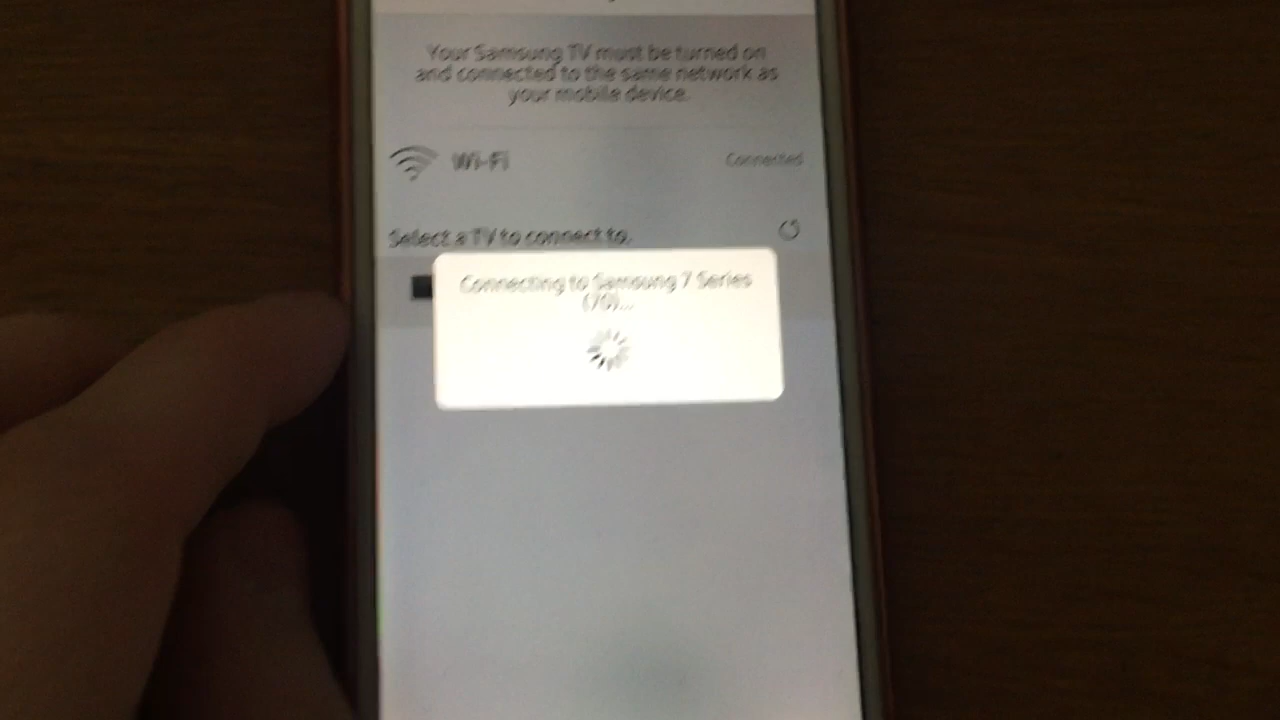 Your Samsung TV must be turned on
and connected to the same network as
your mobile device.
Wi-Fi
Connected
Select a TV to connect to.
Connecting to Samsung 7 Series
(70)...